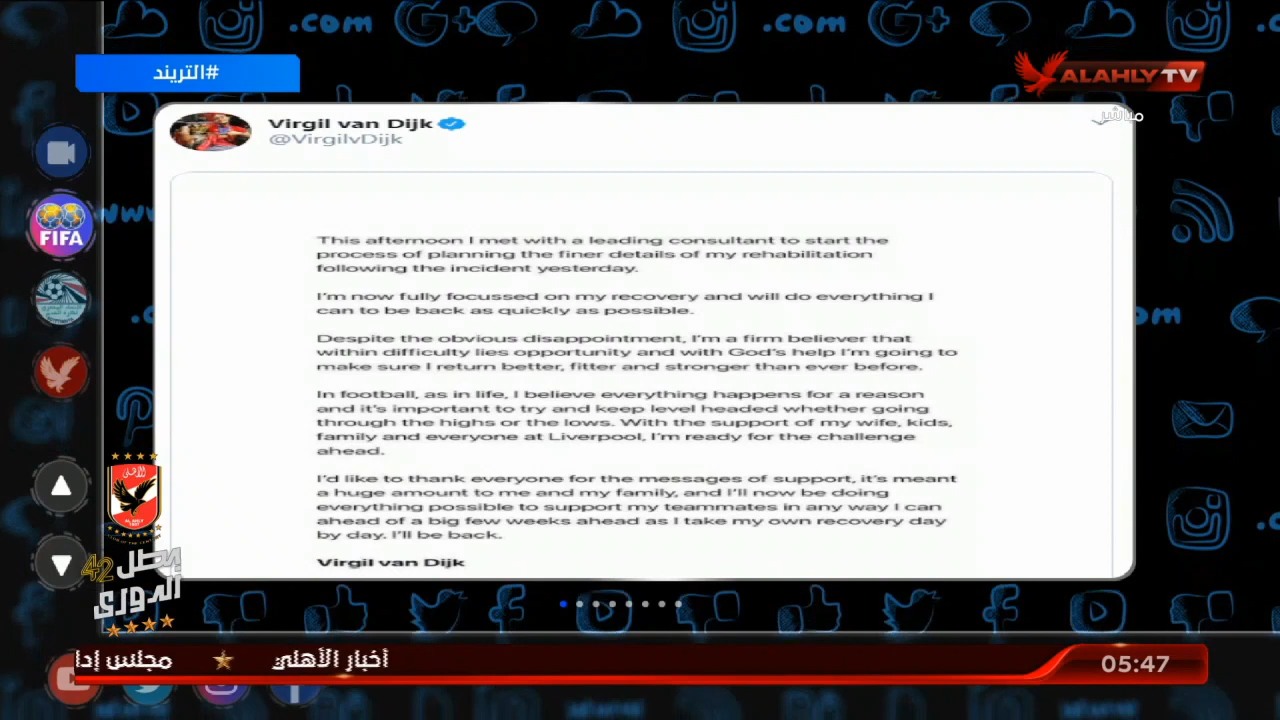 #التريند
ALAHLY TV
مباشر
Virgil van Dijk
@VirgilvDijk
This afternoon I met with a leading consultant to start the
process of planning the finer details of my rehabilitation
following the incident yesterday.
I'm now fully focussed on my recovery and will do everything I
can to be back as quickly as possible.
Despite the obvious disappointment, I'm a firm believer that
within difficulty lies opportunity and with God's help I'm going to
make sure I return better, fitter and stronger than ever before.
In football, as in life, I believe everything happens for a reason
and it's important to try and keep level headed whether going
through the highs or the lows. With the support of my wife, kids,
family and everyone at Liverpool, I'm ready for the challenge
ahead.
I'd like to thank everyone for the messages of support, it's meant
a huge amount to me and my family, and I'll now be doing
everything possible to support my teammates in any way I can
ahead of a big few weeks ahead as I take my own recovery day
by day. I'll be back.
Virgil van Dijk
FIFA
بطل 42
الدورى
أخبار الأهلي ★ مجلس إدا
05:47
.com
.com